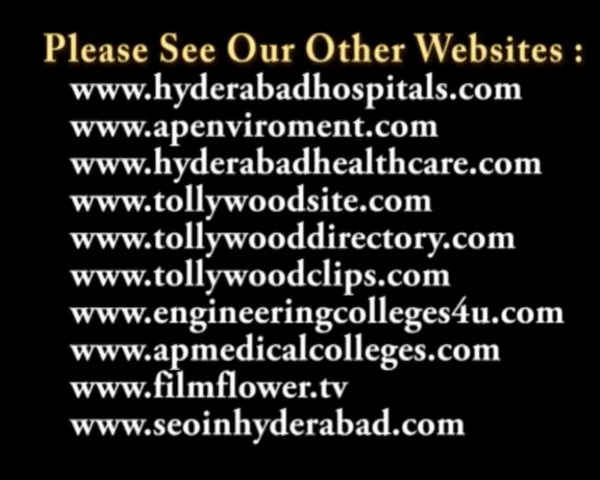 Please See Our Other Websites :
www.hyderabadhospitals.com
www.apenviroment.com
www.hyderabadhealthcare.com
www.tollywoodsite.com
www.tollywooddirectory.com
www.tollywoodclips.com
www.engineeringcolleges4u.com
www.apmedicalcolleges.com
www.filmflower.tv
www.seoinhyderabad.com